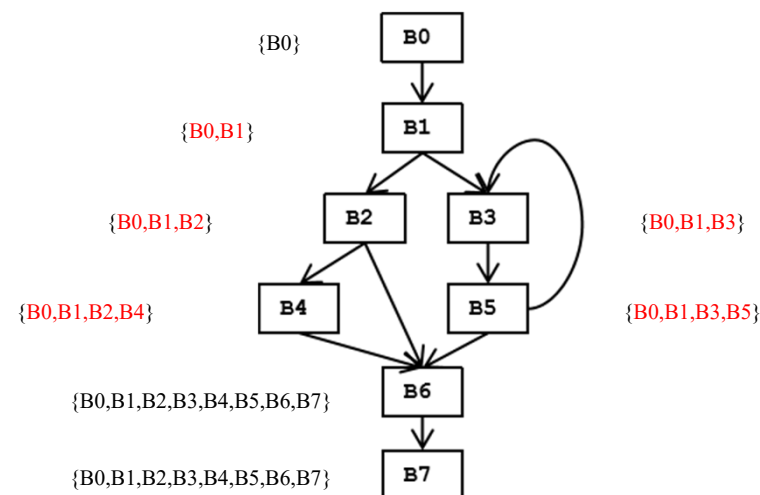 {B0} B0
{B0,B1} B1
{B0,B1,B2} B2 B3 {B0,B1,B3}
{B0,B1,B2,B4} B4 B5 {B0,B1,B3,B5}
{B0,B1,B2,B3,B4,B5,B6,B7} B6
{B0,B1,B2,B3,B4,B5,B6,B7} B7